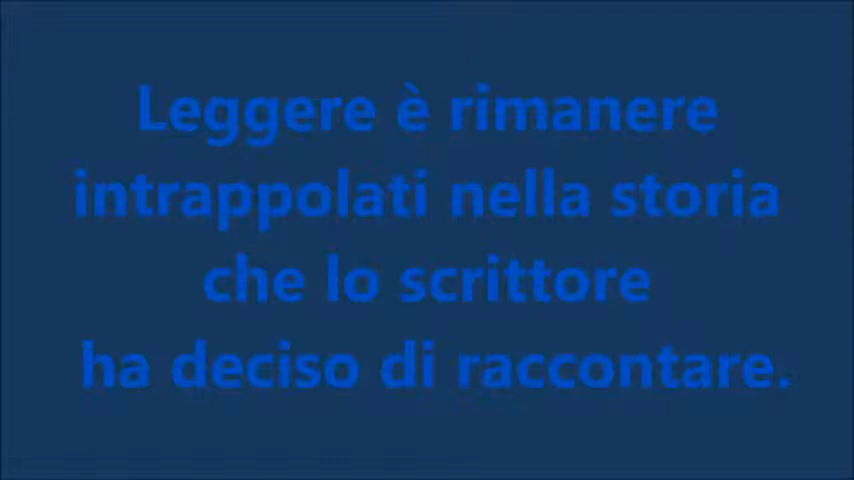 Leggere è rimanere
intrappolati nella storia
che lo scrittore
ha deciso di raccontare.